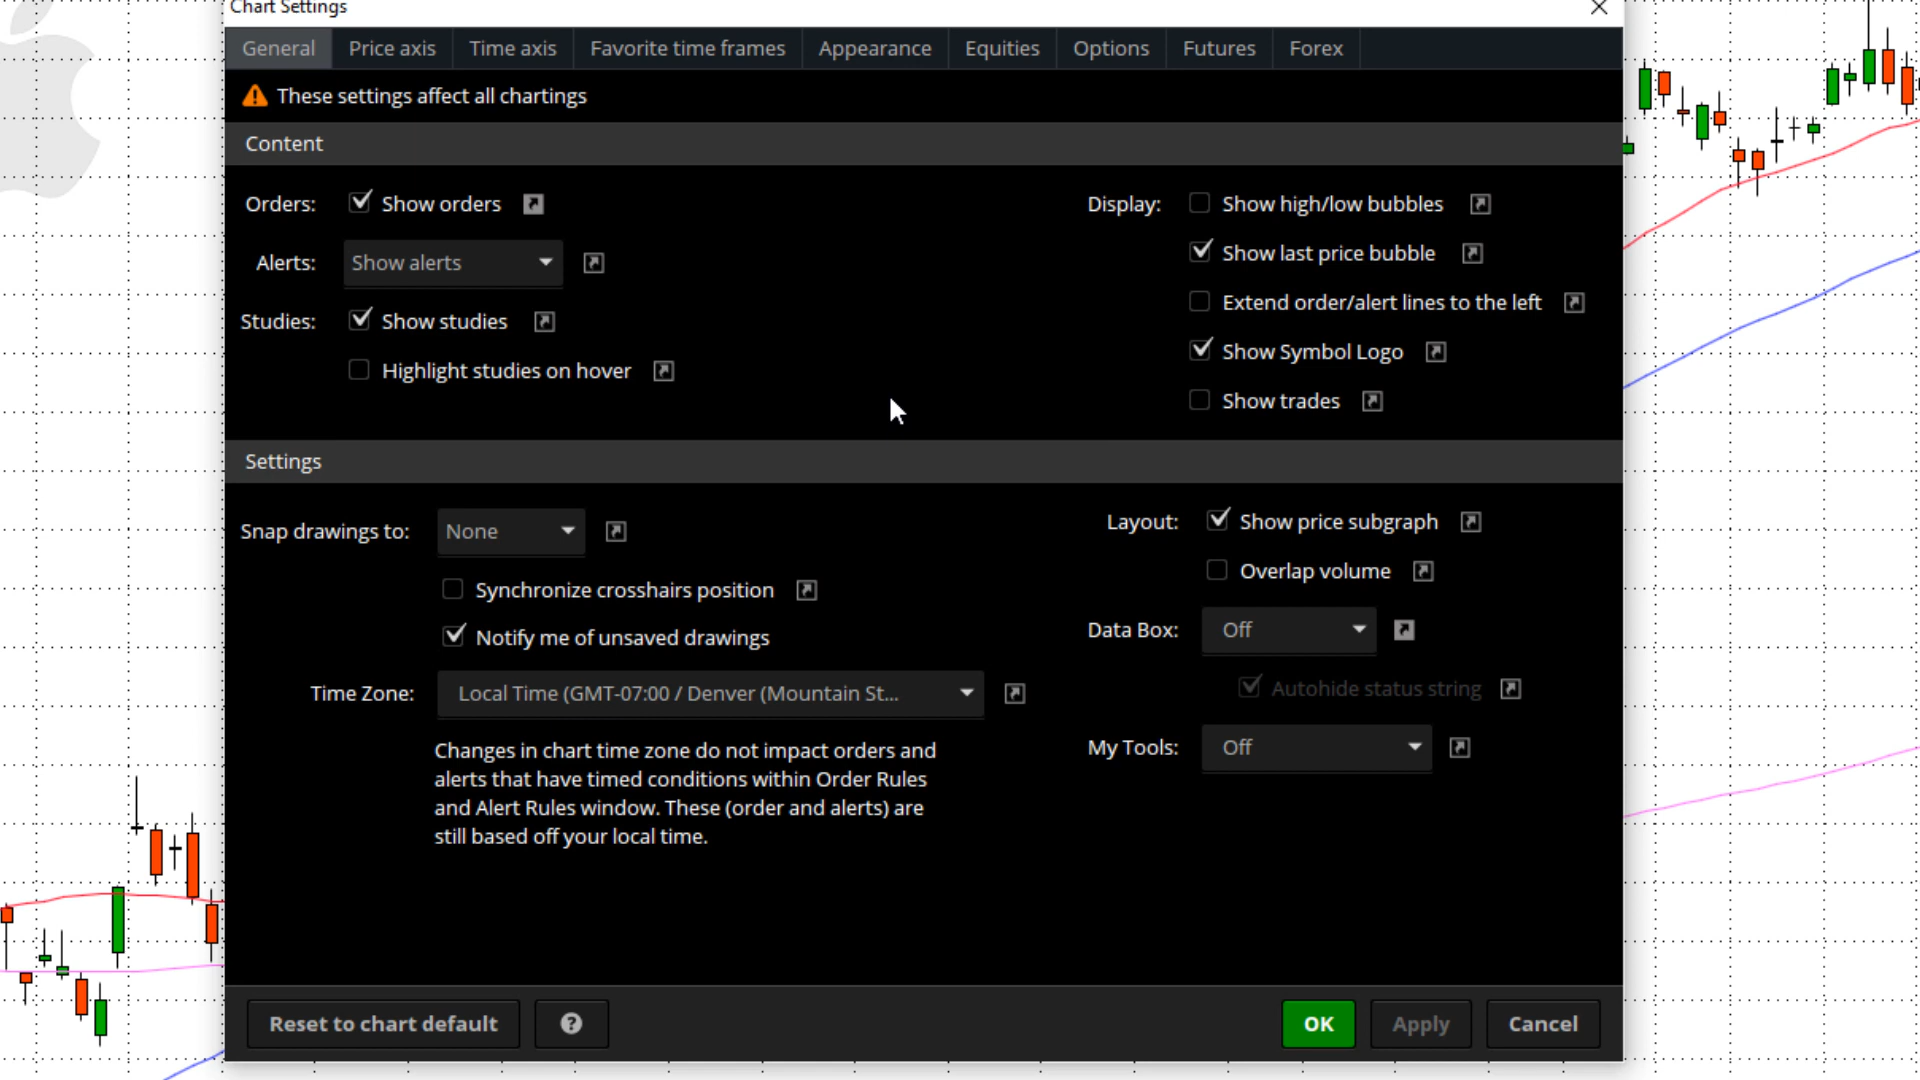 Chart Settings
General Price axis Time axis Favorite time frames Appearance Equities Options Futures Forex
These settings affect all chartings
Content
Orders: Show orders
Alerts: Show alerts
Studies: Show studies
Highlight studies on hover
Display: Show high/low bubbles
Show last price bubble
Extend order/alert lines to the left
Show Symbol Logo
Show trades
Settings
Snap drawings to: None
Synchronize crosshairs position
Notify me of unsaved drawings
Time Zone: Local Time (GMT-07:00 / Denver (Mountain St...
Changes in chart time zone do not impact orders and
alerts that have timed conditions within Order Rules
and Alert Rules window. These (order and alerts) are
still based off your local time.
Layout: Show price subgraph
Overlap volume
Data Box: Off
Autohide status string
My Tools: Off
Reset to chart default ? OK Apply Cancel